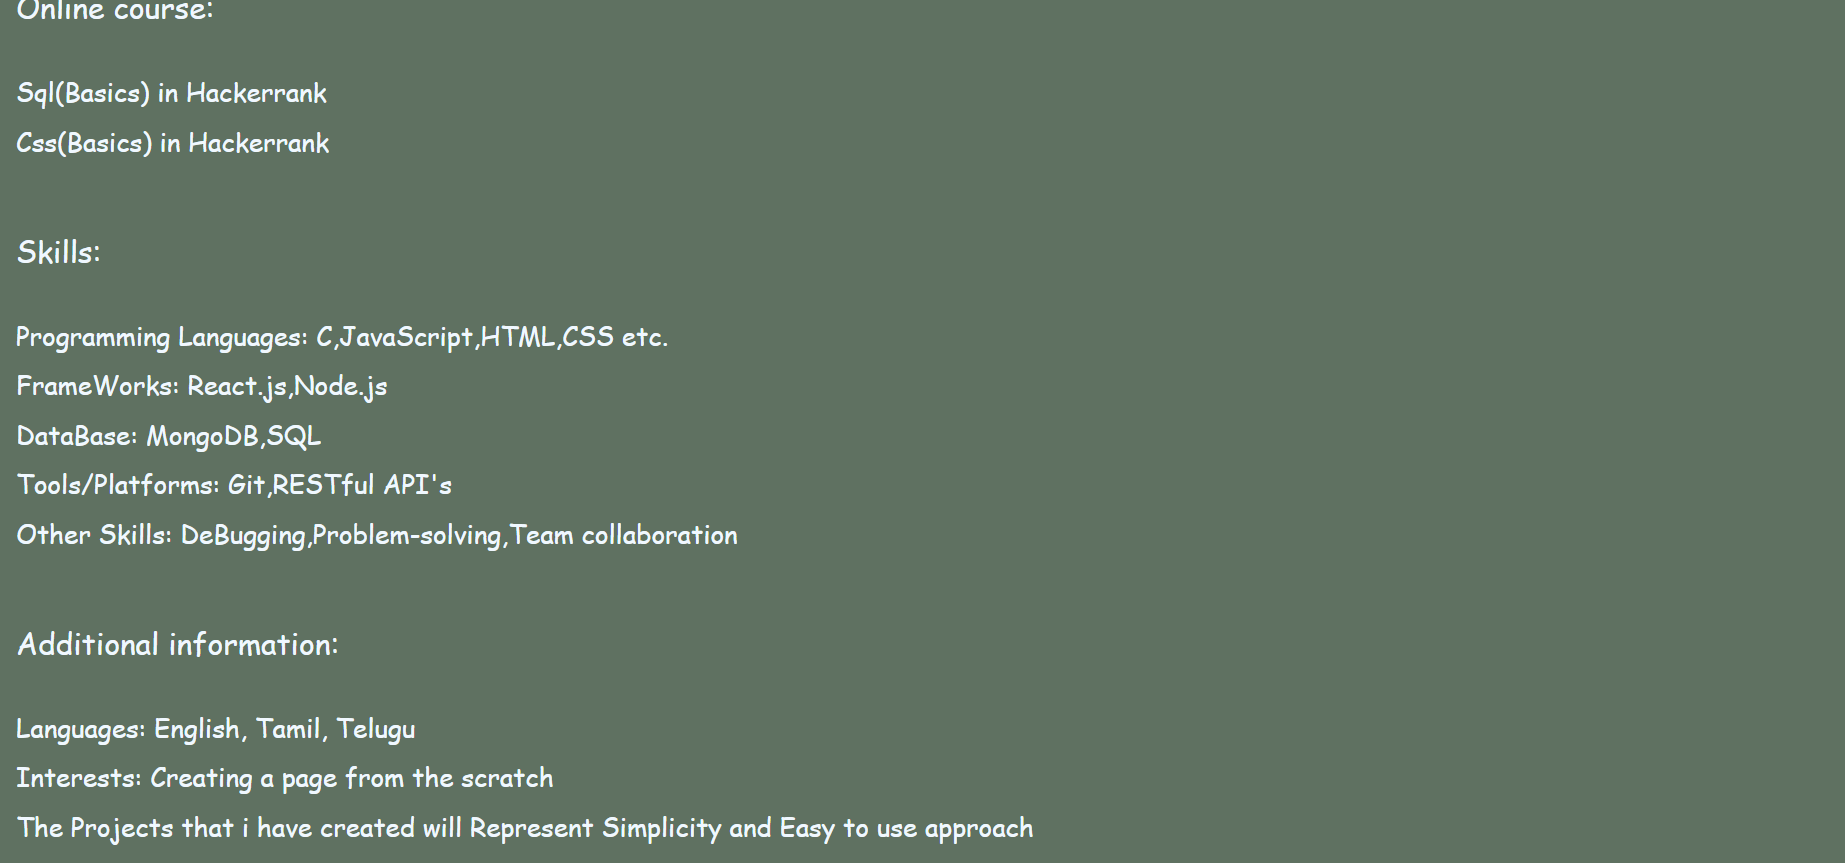 Online course:
Sql(Basics) in Hackerrank
Css(Basics) in Hackerrank
Skills:
Programming Languages: C,JavaScript,HTML,CSS etc.
FrameWorks: React.js,Node.js
DataBase: MongoDB,SQL
Tools/Platforms: Git,RESTful API's
Other Skills: DeBugging,Problem-solving,Team collaboration
Additional information:
Languages: English, Tamil, Telugu
Interests: Creating a page from the scratch
The Projects that i have created will Represent Simplicity and Easy to use approach